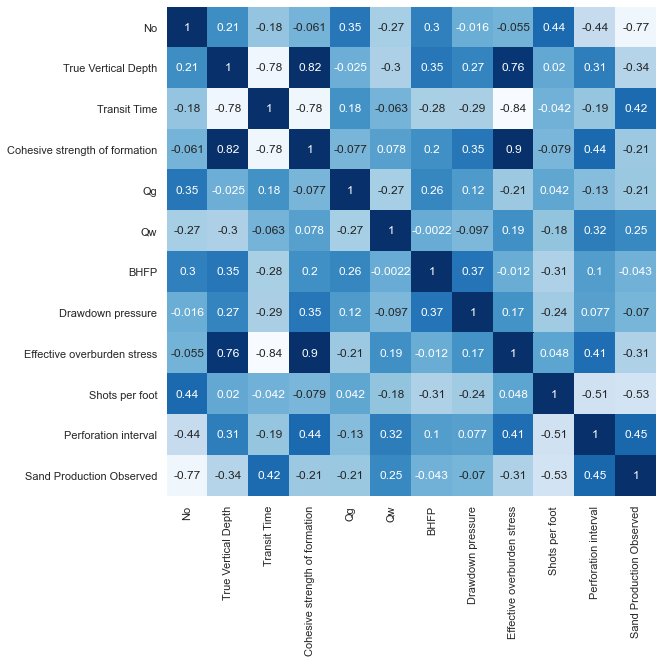 No 1 0.21 -0.18 -0.061 0.35 -0.27 0.3 -0.016 -0.055 0.44 -0.44 -0.77
True Vertical Depth 0.21 1 -0.78 0.82 -0.025 -0.3 0.35 0.27 0.76 0.02 0.31 -0.34
Transit Time -0.18 -0.78 1 -0.78 0.18 -0.063 -0.28 -0.29 -0.84 -0.042 -0.19 0.42
Cohesive strength of formation -0.061 0.82 -0.78 1 -0.077 0.078 0.2 0.35 0.9 -0.079 0.44 -0.21
Qg 0.35 -0.025 0.18 -0.077 1 -0.27 0.26 0.12 -0.21 0.042 -0.13 -0.21
Qw -0.27 -0.3 -0.063 0.078 -0.27 1 -0.0022 -0.097 0.19 -0.18 0.32 0.25
BHFP 0.3 0.35 -0.28 0.2 0.26 -0.0022 1 0.37 -0.012 -0.31 0.1 -0.043
Drawdown pressure -0.016 0.27 -0.29 0.35 0.12 -0.097 0.37 1 0.17 -0.24 0.077 -0.07
Effective overburden stress -0.055 0.76 -0.84 0.9 -0.21 0.19 -0.012 0.17 1 0.048 0.41 -0.31
Shots per foot 0.44 0.02 -0.042 -0.079 0.042 -0.18 -0.31 -0.24 0.048 1 -0.51 -0.53
Perforation interval -0.44 0.31 -0.19 0.44 -0.13 0.32 0.1 0.077 0.41 -0.51 1 0.45
Sand Production Observed -0.77 -0.34 0.42 -0.21 -0.21 0.25 -0.043 -0.07 -0.31 -0.53 0.45 1
No
True Vertical Depth
Transit Time
Cohesive strength of formation
Qg
Qw
BHFP
Drawdown pressure
Effective overburden stress
Shots per foot
Perforation interval
Sand Production Observed